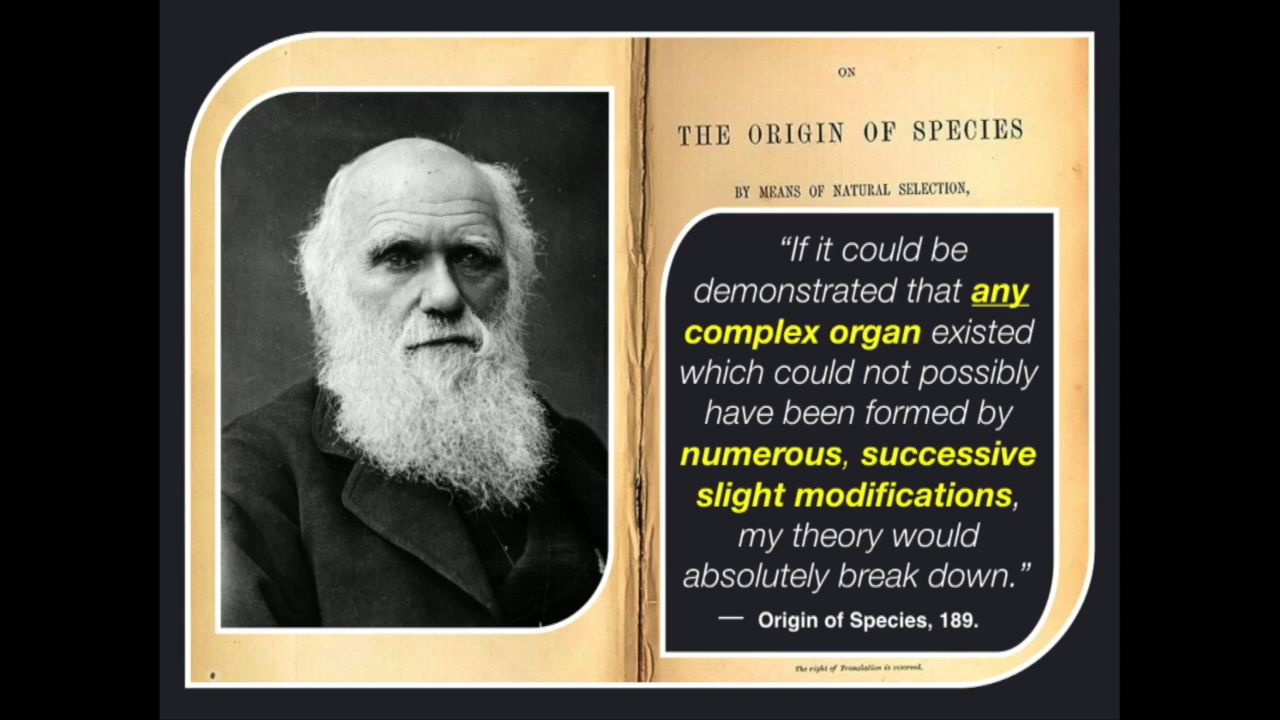 ON
THE ORIGIN OF SPECIES
BY MEANS OF NATURAL SELECTION,
“If it could be
demonstrated that any
complex organ existed
which could not possibly
have been formed by
numerous, successive
slight modifications,
my theory would
absolutely break down.”
— Origin of Species, 189.
The right of Translation is reserved.